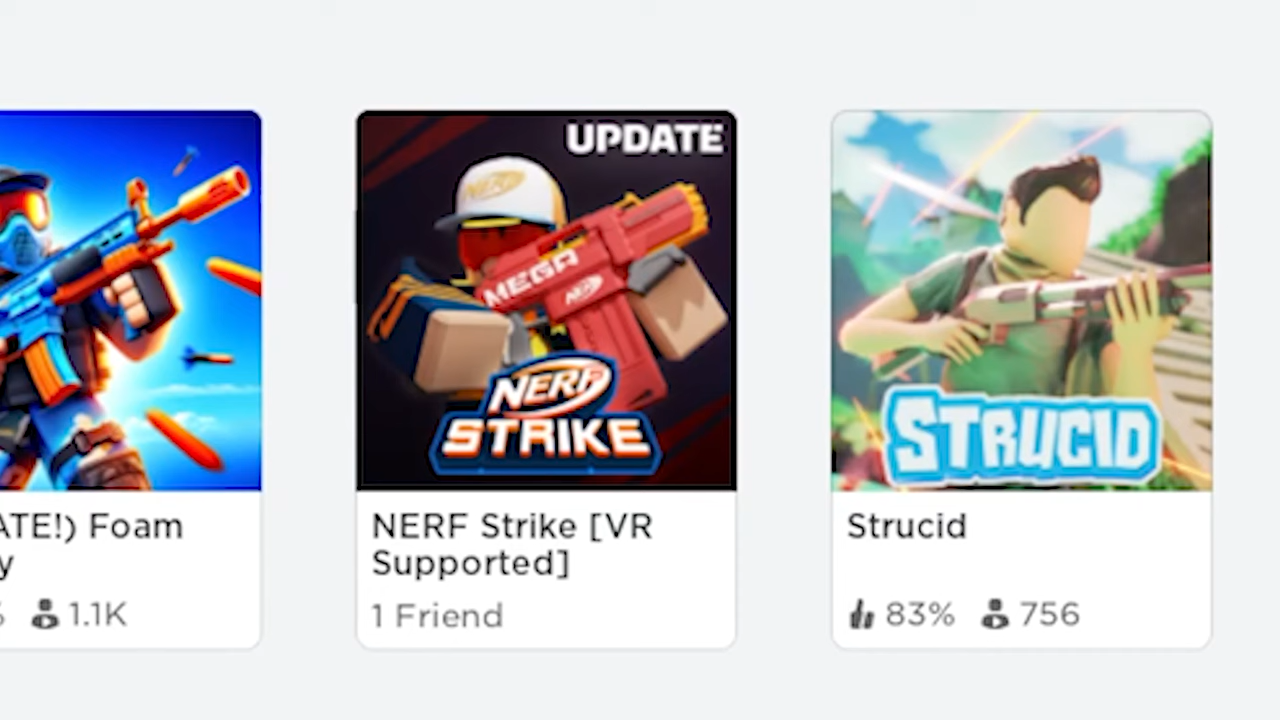 ATE!) Foam
y
%
1.1K
UPDATE
NERF
MEGA
NERF
NERF
STRIKE
NERF Strike [VR
Supported]
1 Friend
STRUCID
Strucid
83%
756